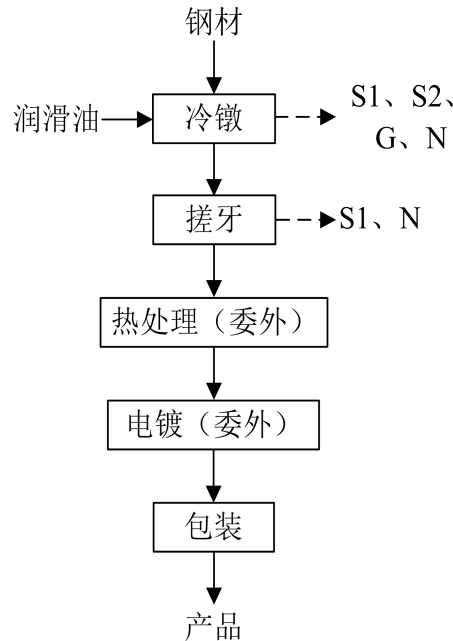 钢材
润滑油
冷镦
S1、S2、
G、N
搓牙
S1、N
热处理（委外）
电镀（委外）
包装
产品